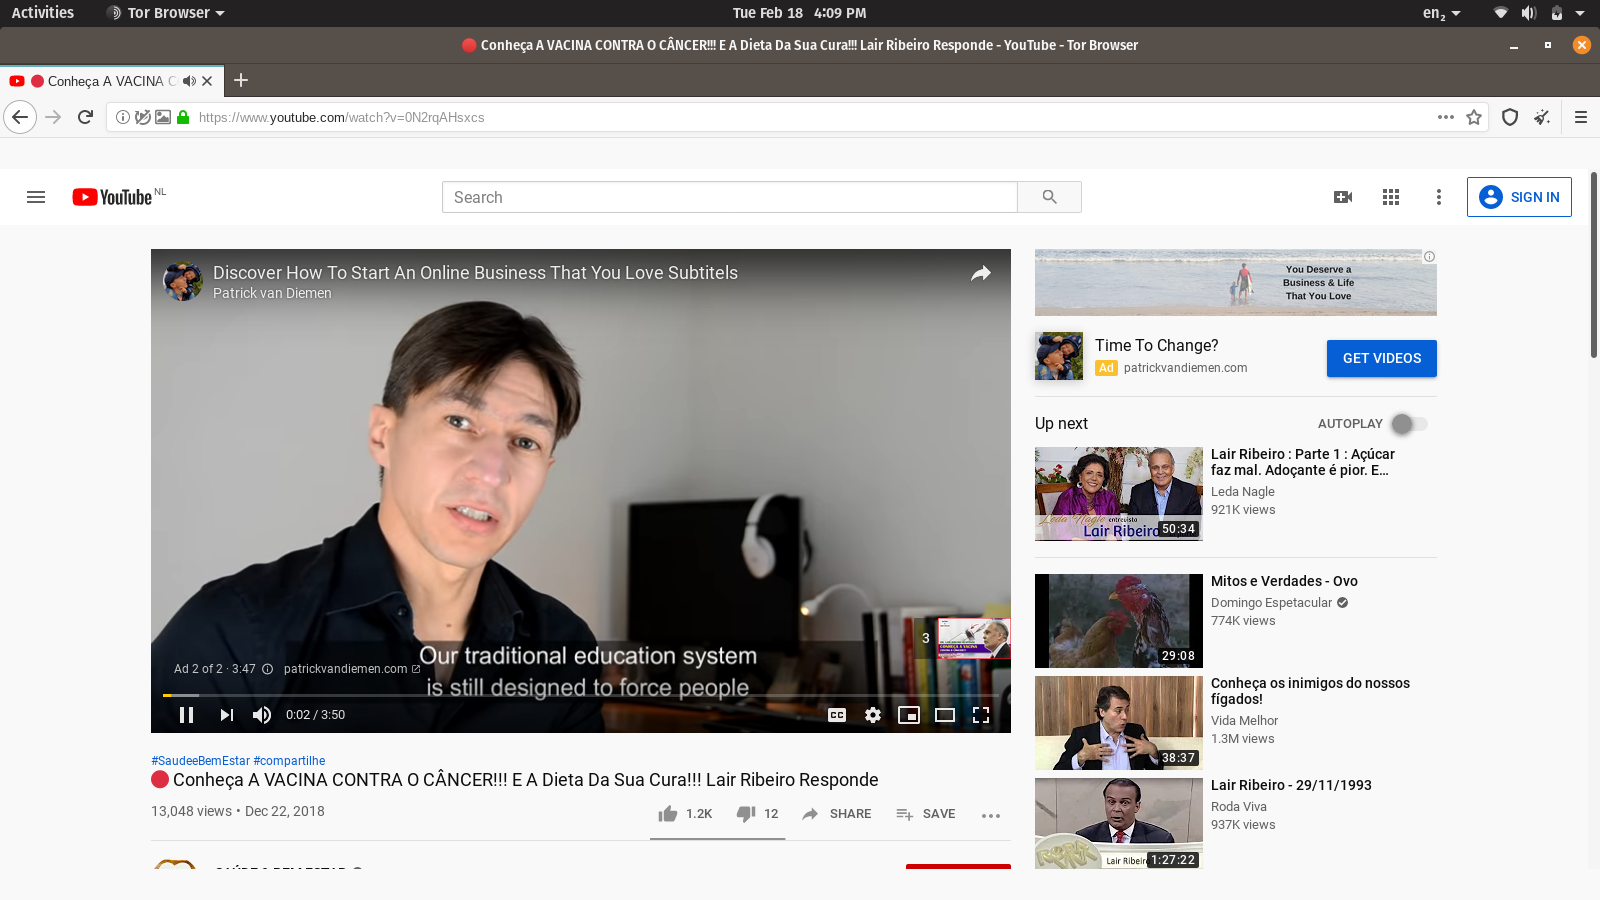 Activities
Tor Browser
Tue Feb 18 4:09 PM
en₂
Conheça A VACINA CONTRA O CÂNCER!!! E A Dieta Da Sua Cura!!! Lair Ribeiro Responde - YouTube - Tor Browser
Conheça A VACINA C
https://www.youtube.com/watch?v=0N2rqAHsxcs
YouTube NL
Search
SIGN IN
Discover How To Start An Online Business That You Love Subtitels
Patrick van Diemen
Our traditional education system
is still designed to force people
3
Ad 2 of 2 · 3:47
patrickvandiemen.com
0:02 / 3:50
CC
#SaudeeBemEstar #compartilhe
Conheça A VACINA CONTRA O CÂNCER!!! E A Dieta Da Sua Cura!!! Lair Ribeiro Responde
13,048 views • Dec 22, 2018
1.2K
12
SHARE
SAVE
You Deserve a
Business & Life
That You Love
Time To Change?
Ad patrickvandiemen.com
GET VIDEOS
Up next
AUTOPLAY
Leda Nagle entrevista
Lair Ribeiro
50:34
Lair Ribeiro : Parte 1 : Açúcar
faz mal. Adoçante é pior. E...
Leda Nagle
921K views
29:08
Mitos e Verdades - Ovo
Domingo Espetacular
774K views
38:37
Conheça os inimigos do nossos
fígados!
Vida Melhor
1.3M views
Lair Ribeiro
1:27:22
Lair Ribeiro - 29/11/1993
Roda Viva
937K views